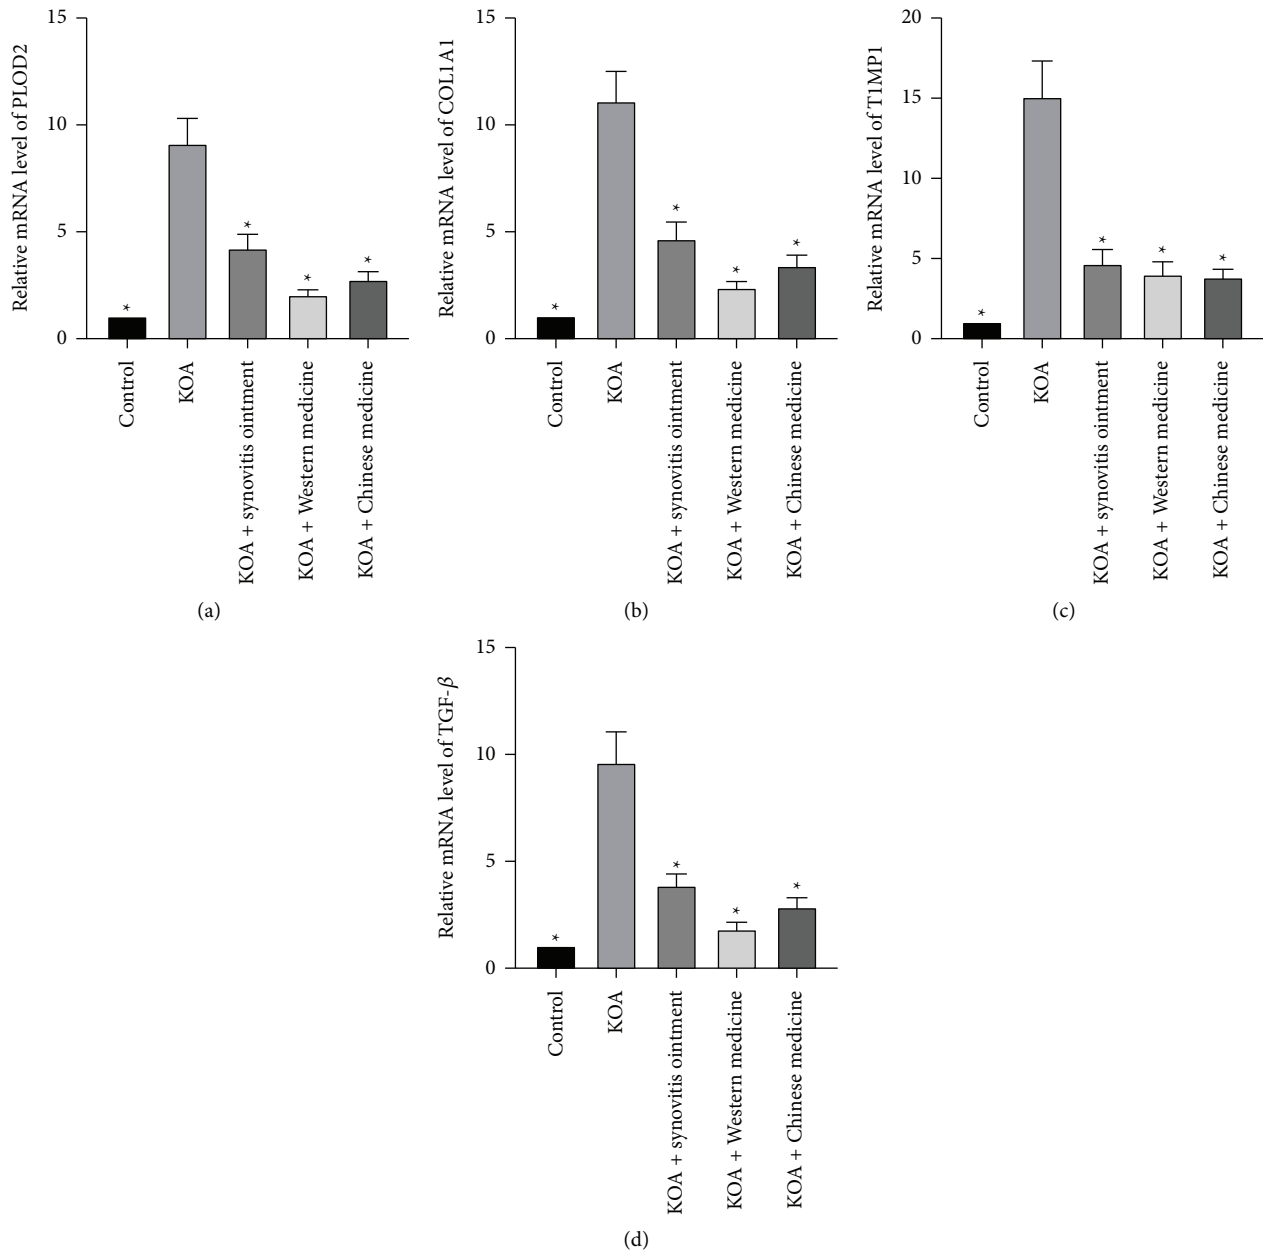 Relative mRNA level of PLOD2
15
10
5
0
*
*
*
*
Control
KOA
KOA + synovitis ointment
KOA + Western medicine
KOA + Chinese medicine
(a)
Relative mRNA level of COL1A1
15
10
5
0
*
*
*
*
Control
KOA
KOA + synovitis ointment
KOA + Western medicine
KOA + Chinese medicine
(b)
Relative mRNA level of T1MP1
20
15
10
5
0
*
*
*
*
Control
KOA
KOA + synovitis ointment
KOA + Western medicine
KOA + Chinese medicine
(c)
Relative mRNA level of TGF-β
15
10
5
0
*
*
*
*
Control
KOA
KOA + synovitis ointment
KOA + Western medicine
KOA + Chinese medicine
(d)